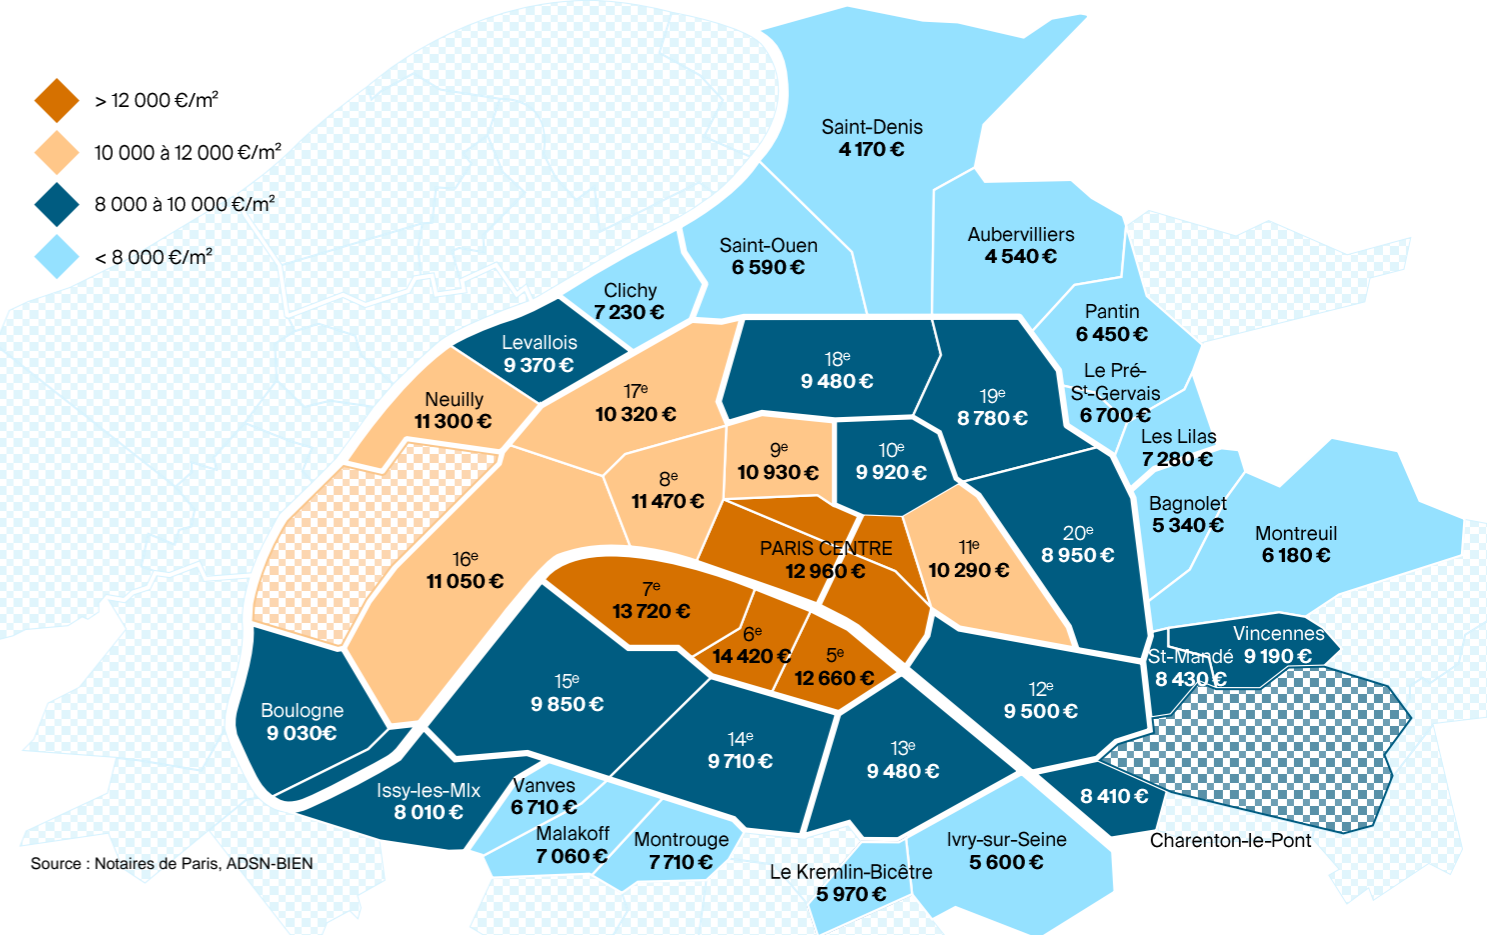 > 12 000 €/m²
10 000 à 12 000 €/m²
8 000 à 10 000 €/m²
< 8 000 €/m²
Saint-Denis
4 170 €
Saint-Ouen
6 590 €
Aubervilliers
4 540 €
Clichy
7 230 €
Pantin
6 450 €
Levallois
9 370 €
18e
9 480 €
Le Pré-
St-Gervais
6 700 €
Neuilly
11 300 €
17e
10 320 €
19e
8 780 €
Les Lilas
7 280 €
9e
10 930 €
10e
9 920 €
8e
11 470 €
Bagnolet
5 340 €
Montreuil
6 180 €
20e
8 950 €
PARIS CENTRE
12 960 €
11e
10 290 €
16e
11 050 €
7e
13 720 €
6e
14 420 €
5e
12 660 €
Vincennes
9 190 €
St-Mandé
8 430 €
15e
9 850 €
12e
9 500 €
Boulogne
9 030€
14e
9 710 €
13e
9 480 €
Issy-les-Mlx
8 010 €
Vanves
6 710 €
8 410 €
Charenton-le-Pont
Malakoff
7 060 €
Montrouge
7 710 €
Ivry-sur-Seine
5 600 €
Le Kremlin-Bicêtre
5 970 €
Source : Notaires de Paris, ADSN-BIEN